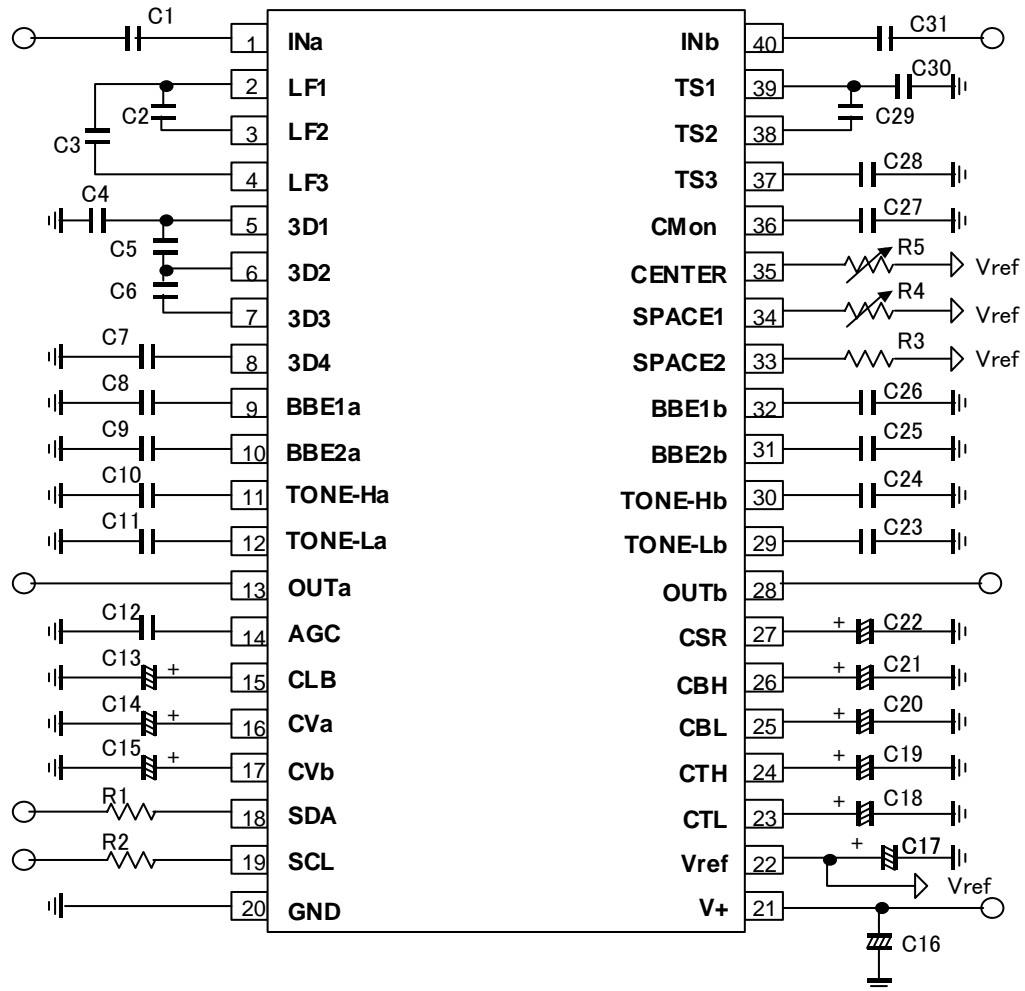 C1 1 INa INb 40 C31
2 LF1 TS1 39 C30
C2 C29
C3 3 LF2 TS2 38
4 LF3 TS3 37 C28
C4 5 3D1 CMon 36 C27
C5 6 3D2 CENTER 35 R5 Vref
C6 7 3D3 SPACE1 34 R4 Vref
C7 8 3D4 SPACE2 33 R3 Vref
C8 9 BBE1a BBE1b 32 C26
C9 10 BBE2a BBE2b 31 C25
C10 11 TONE-Ha TONE-Hb 30 C24
C11 12 TONE-La TONE-Lb 29 C23
13 OUTa OUTb 28
C12 14 AGC CSR 27 + C22
C13 + 15 CLB CBH 26 + C21
C14 + 16 CVa CBL 25 + C20
C15 + 17 CVb CTH 24 + C19
R1 18 SDA CTL 23 + C18
R2 19 SCL Vref 22 + C17
Vref
20 GND V+ 21
C16